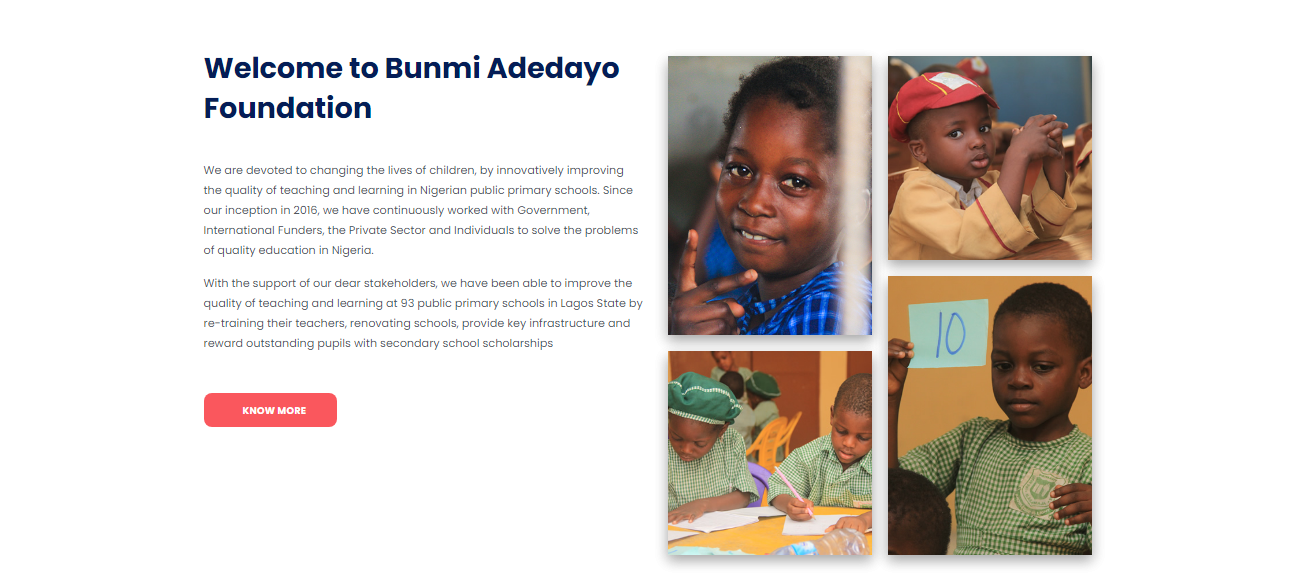 Welcome to Bunmi Adedayo
Foundation
We are devoted to changing the lives of children, by innovatively improving
the quality of teaching and learning in Nigerian public primary schools. Since
our inception in 2016, we have continuously worked with Government,
International Funders, the Private Sector and Individuals to solve the problems
of quality education in Nigeria.
With the support of our dear stakeholders, we have been able to improve the
quality of teaching and learning at 93 public primary schools in Lagos State by
re-training their teachers, renovating schools, provide key infrastructure and
reward outstanding pupils with secondary school scholarships
KNOW MORE
10